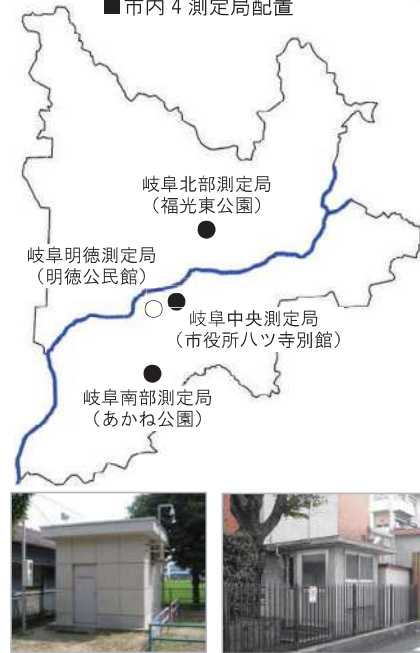 ■市内4測定局配置
岐阜北部測定局
（福光東公園）
岐阜明徳測定局
（明徳公民館）
岐阜中央測定局
（市役所八ツ寺別館）
岐阜南部測定局
（あかね公園）